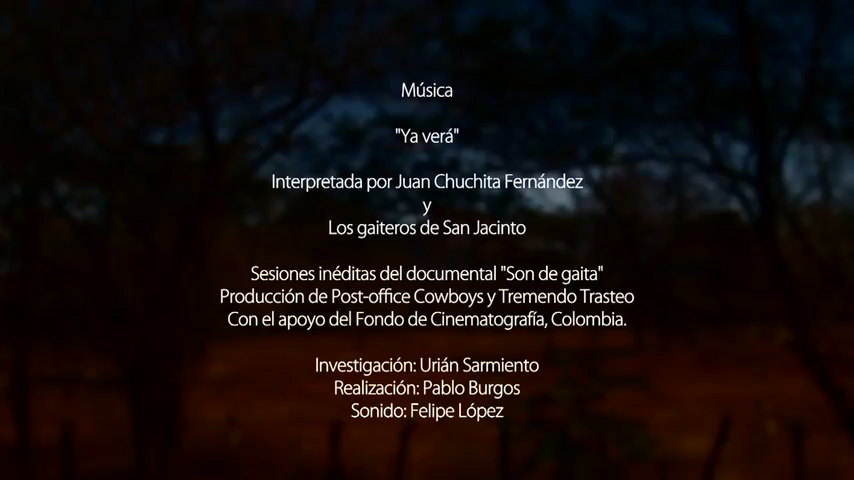 Música
"Ya verá"
Interpretada por Juan Chuchita Fernández
y
Los gaiteros de San Jacinto
Sesiones inéditas del documental "Son de gaita"
Producción de Post-office Cowboys y Tremendo Trasteo
Con el apoyo del Fondo de Cinematografía, Colombia.
Investigación: Urián Sarmiento
Realización: Pablo Burgos
Sonido: Felipe López